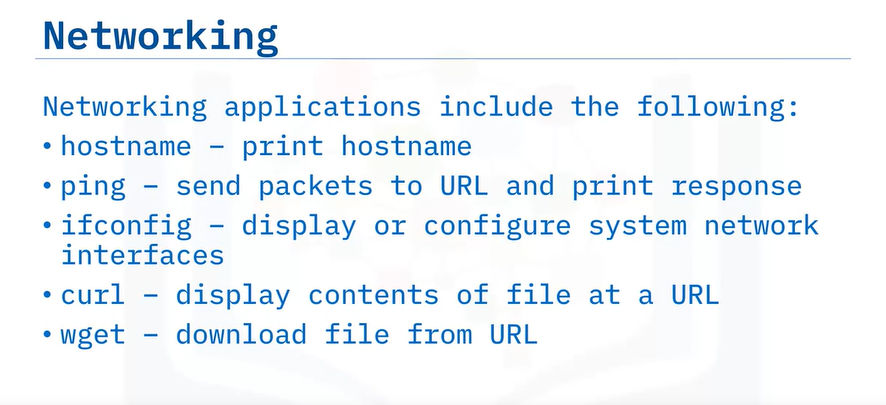 Networking
Networking applications include the following:
• hostname – print hostname
• ping – send packets to URL and print response
• ifconfig – display or configure system network
interfaces
• curl – display contents of file at a URL
• wget – download file from URL